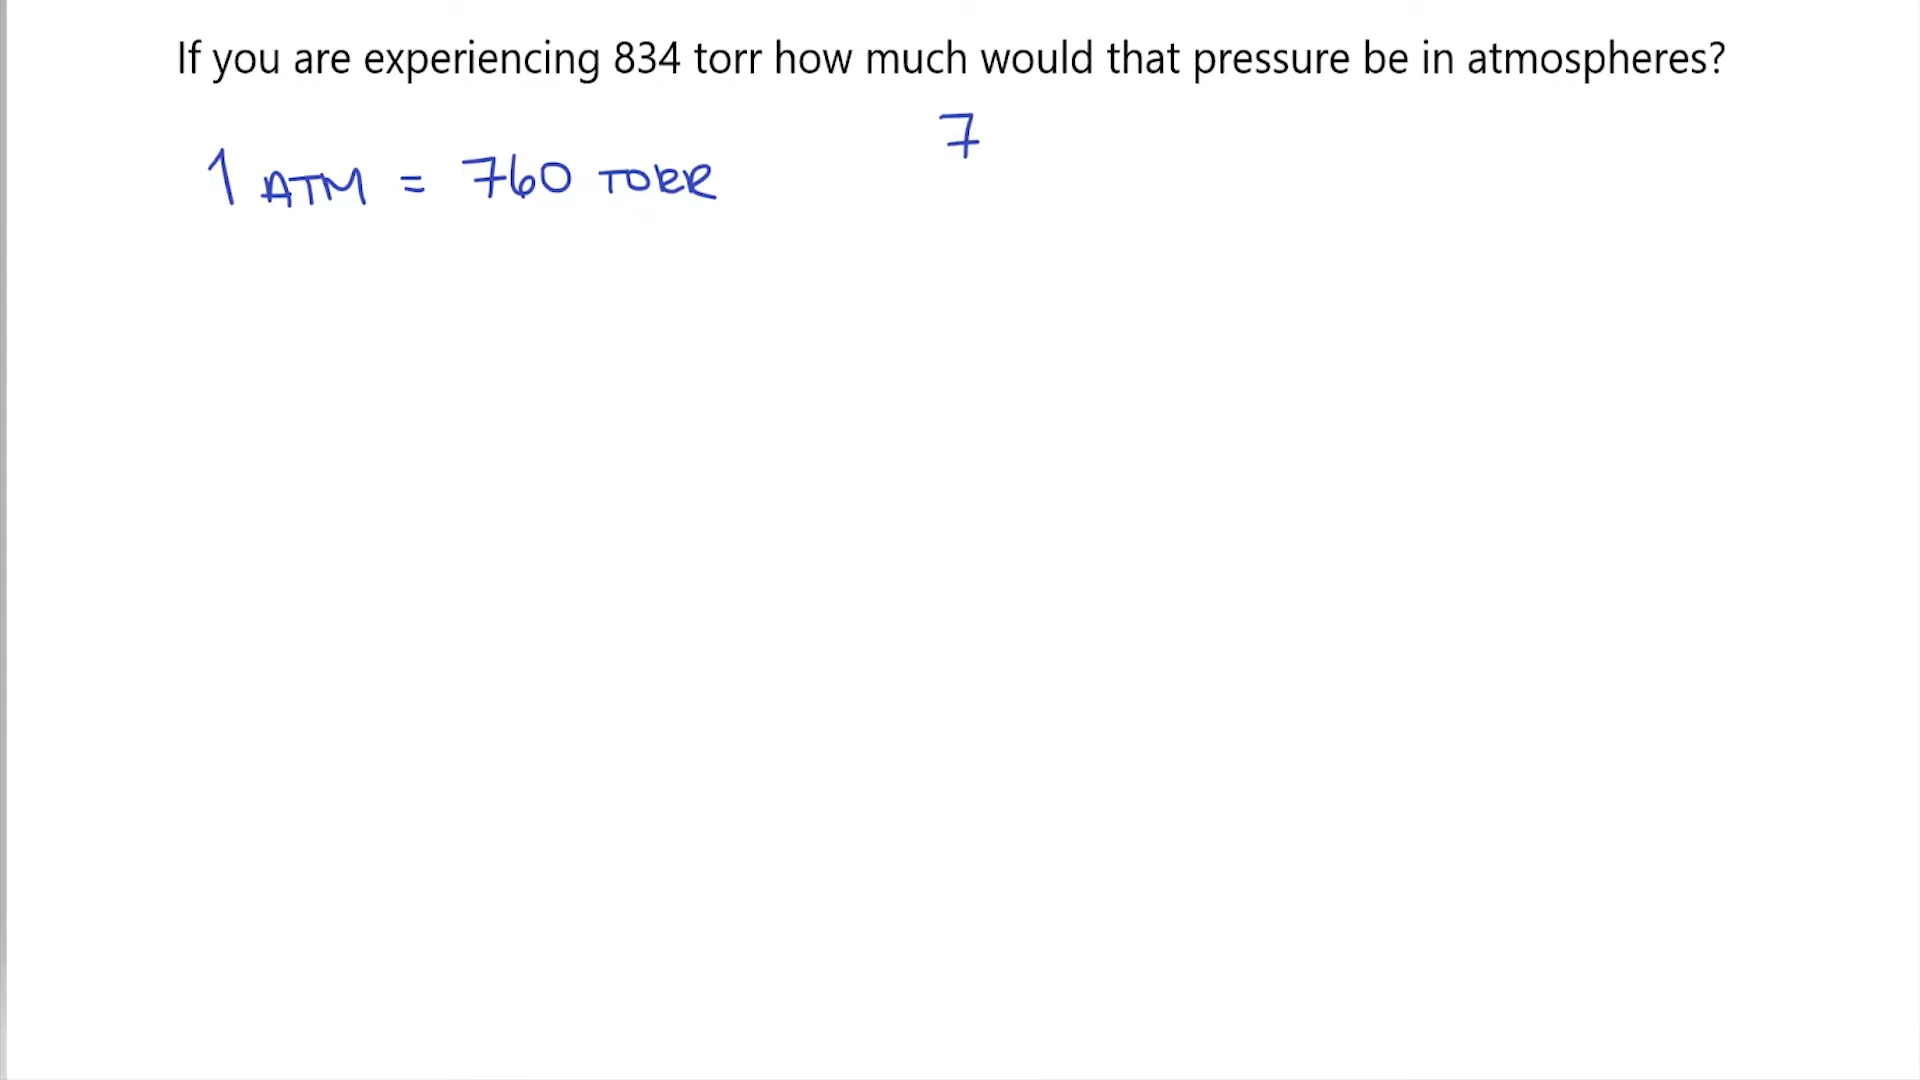 If you are experiencing 834 torr how much would that pressure be in atmospheres?
1 ATM = 760 TORR
7